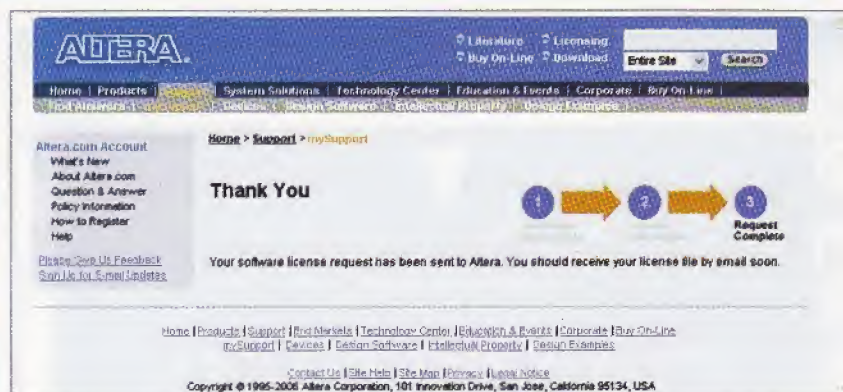 ALTERA.
Literature Licensing
Buy On-Line Download Entire Site Search
Home | Products | | System Solutions | Technology Center | Education & Events | Corporate | Buy On-Line |
Find Answers | mySupport | Devices | Design Software | Intellectual Property | Design Examples |
Home > Support > mySupport
Altera.com Account
What's New
About Altera.com
Question & Answer
Policy Information
How to Register
Help
Please Give Us Feedback
Sign Up for E-mail Updates
Thank You
1 2 3
Request
Complete
Your software license request has been sent to Altera. You should receive your license file by email soon.
Home | Products | Support | End Markets | Technology Center | Education & Events | Corporate | Buy On-Line
mySupport | Devices | Design Software | Intellectual Property | Design Examples
Contact Us | Site Help | Site Map | Privacy | Legal Notice
Copyright © 1995-2006 Altera Corporation, 101 Innovation Drive, San Jose, California 95134, USA